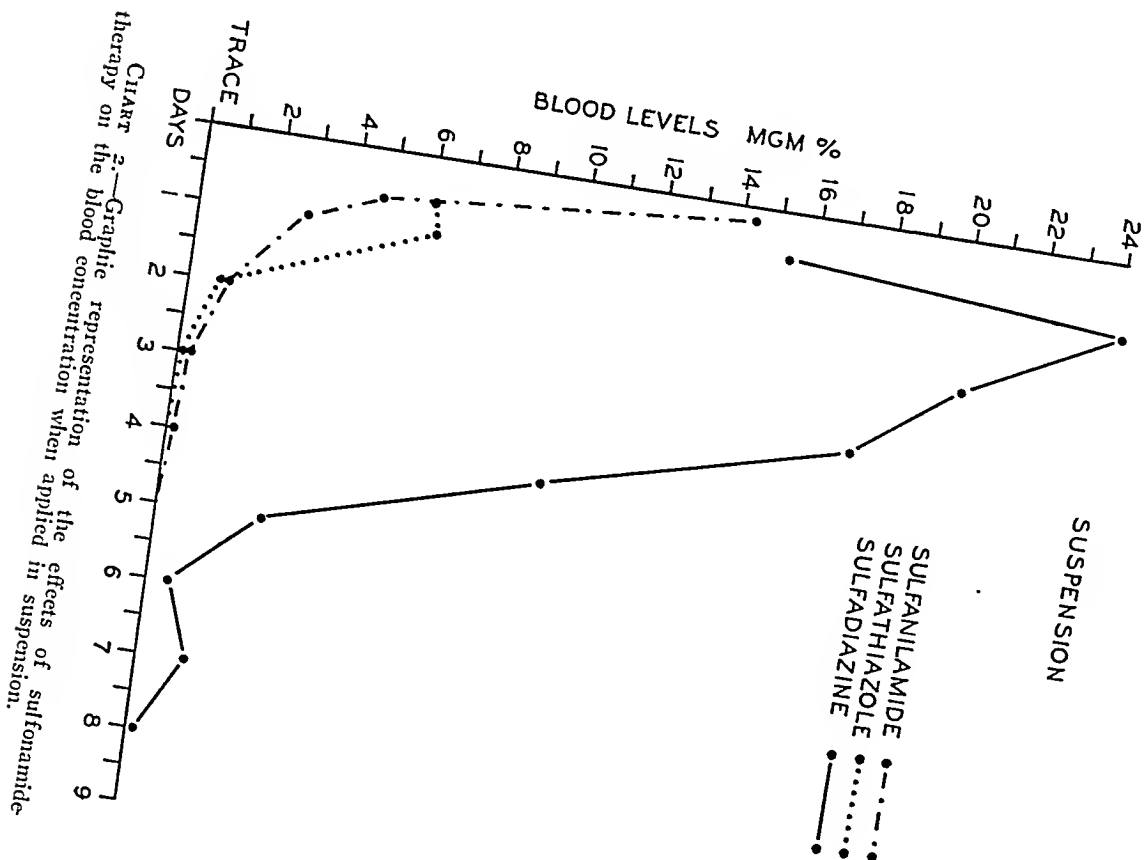 SUSPENSION
SULFANILAMIDE
SULFATHIAZOLE
SULFADIAZINE
BLOOD LEVELS MGM %
24
22
20
18
16
14
12
10
8
6
4
2
TRACE
DAYS 1 2 3 4 5 6 7 8 9
CHART 2.—Graphic representation of the effects of sulfonamide
therapy on the blood concentration when applied in suspension.